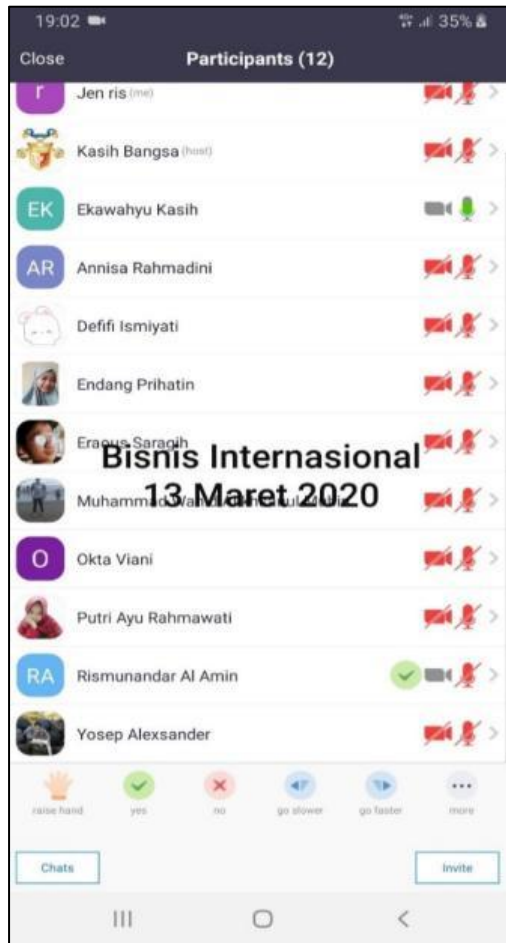 19:02 35%
Close Participants (12)
r Jen ris (me)
Kasih Bangsa (host)
EK Ekawahyu Kasih
AR Annisa Rahmadini
Defifi Ismiyati
Endang Prihatin
Saragih
Bisnis Internasional
13 Maret 2020
Muhammad
O Okta Viani
Putri Ayu Rahmawati
RA Rismunandar Al Amin
Yosep Alexsander
raise hand yes no go slower go faster more
Chats Invite